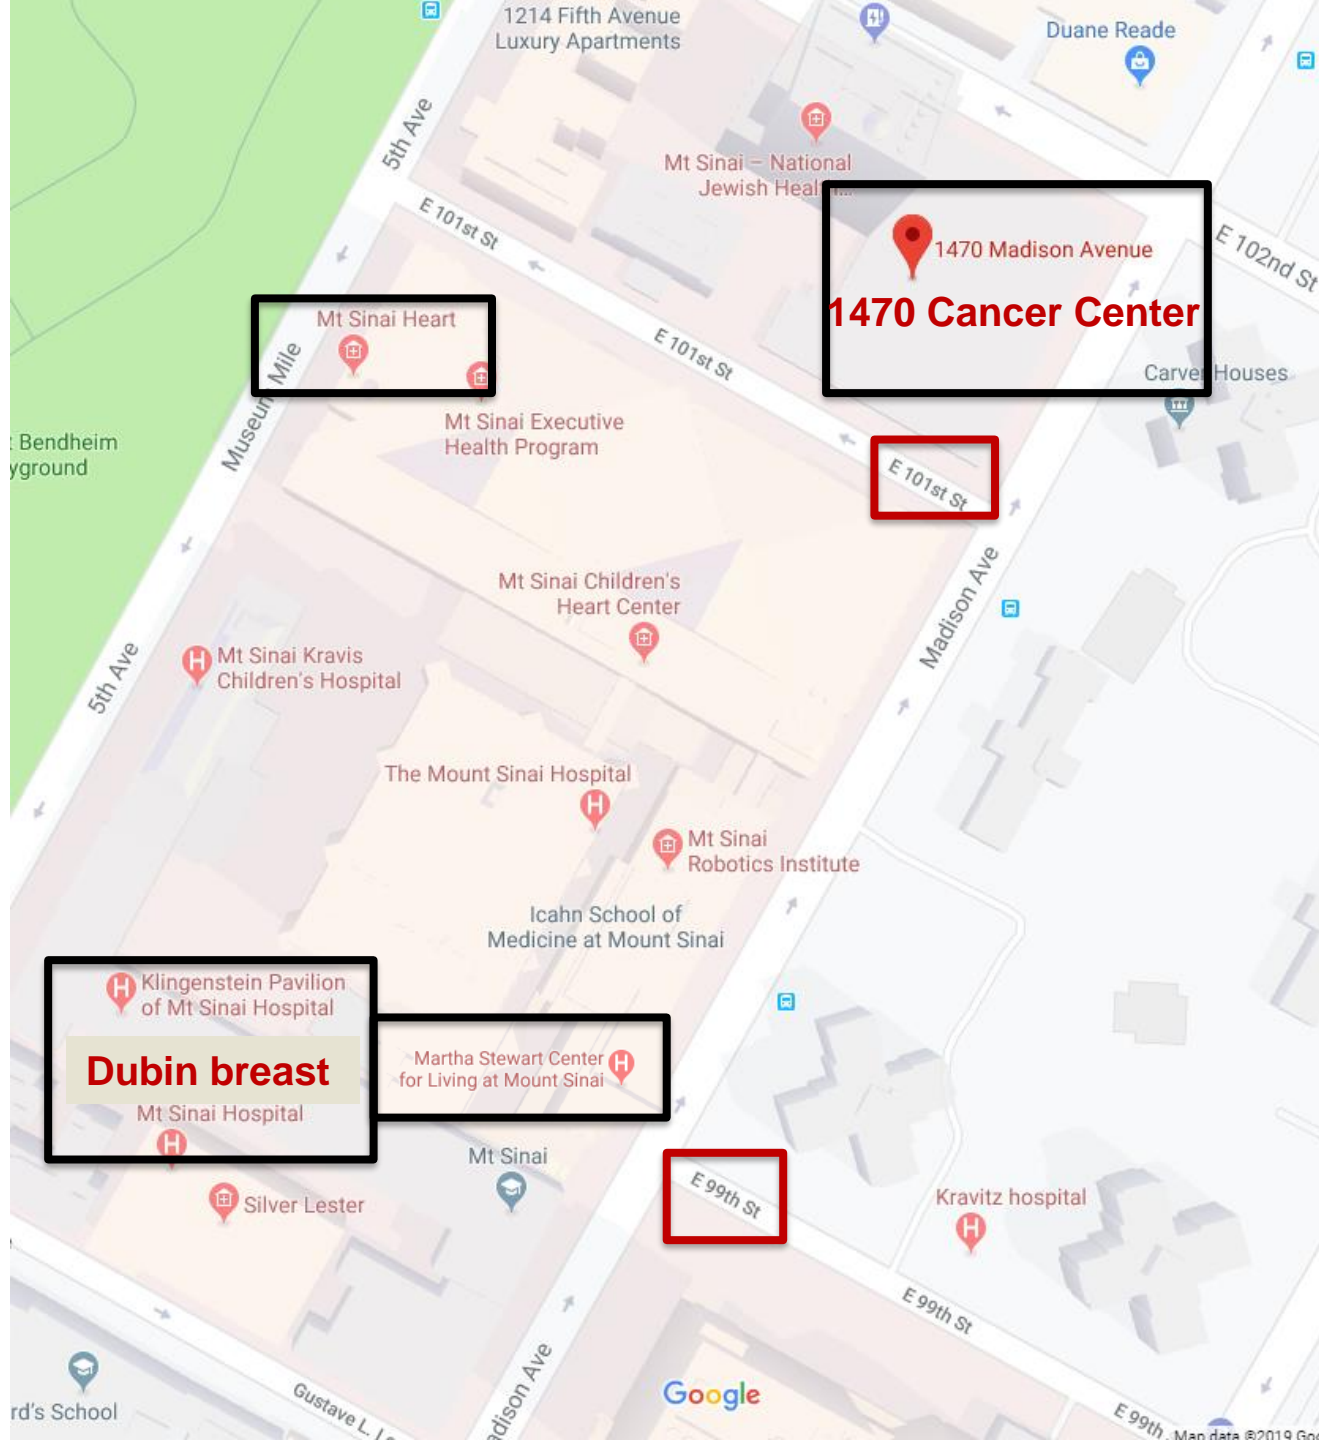 1214 Fifth Avenue
Luxury Apartments
Duane Reade
5th Ave
Mt Sinai – National
Jewish Health...
E 101st St
1470 Madison Avenue
E 102nd St
1470 Cancer Center
Mt Sinai Heart
E 101st St
Carver Houses
Museum Mile
Mt Sinai Executive
Health Program
Bendheim
yground
E 101st St
Mt Sinai Children's
Heart Center
Madison Ave
Mt Sinai Kravis
Children's Hospital
5th Ave
The Mount Sinai Hospital
Mt Sinai
Robotics Institute
Icahn School of
Medicine at Mount Sinai
Klingenstein Pavilion
of Mt Sinai Hospital
Dubin breast
Martha Stewart Center
for Living at Mount Sinai
Mt Sinai Hospital
Mt Sinai
E 99th St
Silver Lester
Kravitz hospital
E 99th St
rd's School
Gustave L.
adison Ave
Google
E 99th
Map data ©2019 Goo